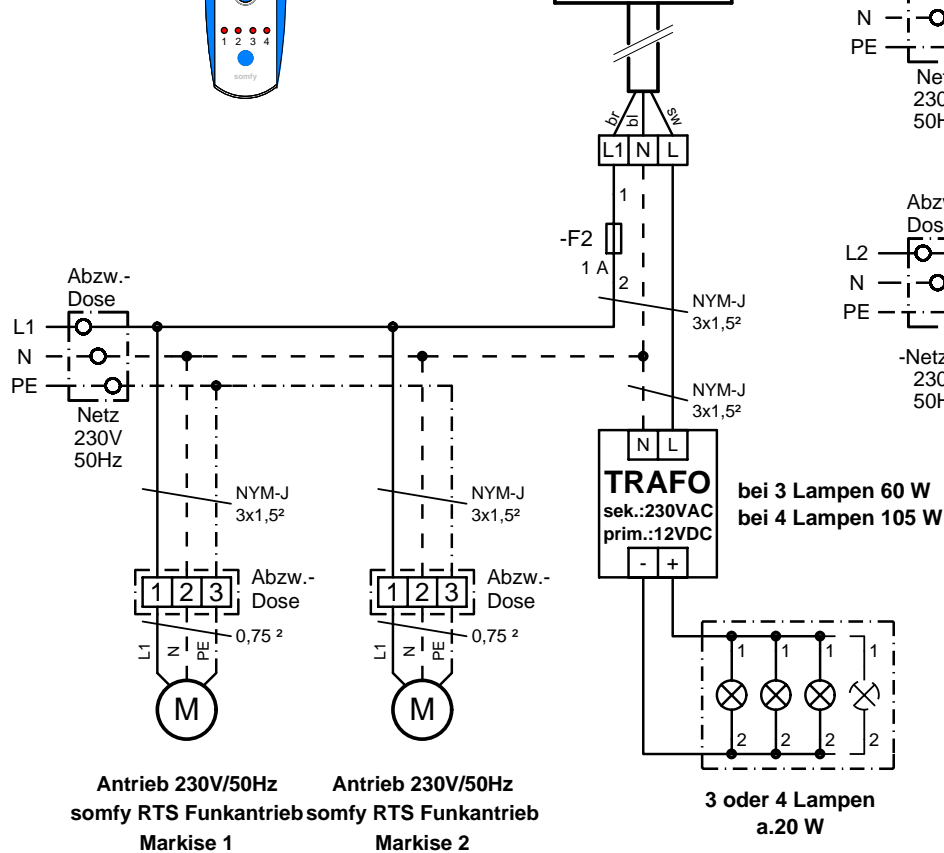 1 2 3 4
somfy
br
bl
sw
L1 N L
1
-F2
1 A
2
NYM-J
3x1,5²
Abzw.-
Dose
L1
N
PE
Netz
230V
50Hz
NYM-J
3x1,5²
N L
TRAFO
sek.:230VAC
prim.:12VDC
- +
bei 3 Lampen 60 W
bei 4 Lampen 105 W
NYM-J
3x1,5²
1 2 3
Abzw.-
Dose
0,75 ²
L1
N
PE
M
Antrieb 230V/50Hz
somfy RTS Funkantrieb
Markise 1
NYM-J
3x1,5²
1 2 3
Abzw.-
Dose
0,75 ²
L1
N
PE
M
Antrieb 230V/50Hz
somfy RTS Funkantrieb
Markise 2
1 1 1 1
2 2 2 2
3 oder 4 Lampen
a.20 W
N
PE
L2
N
PE